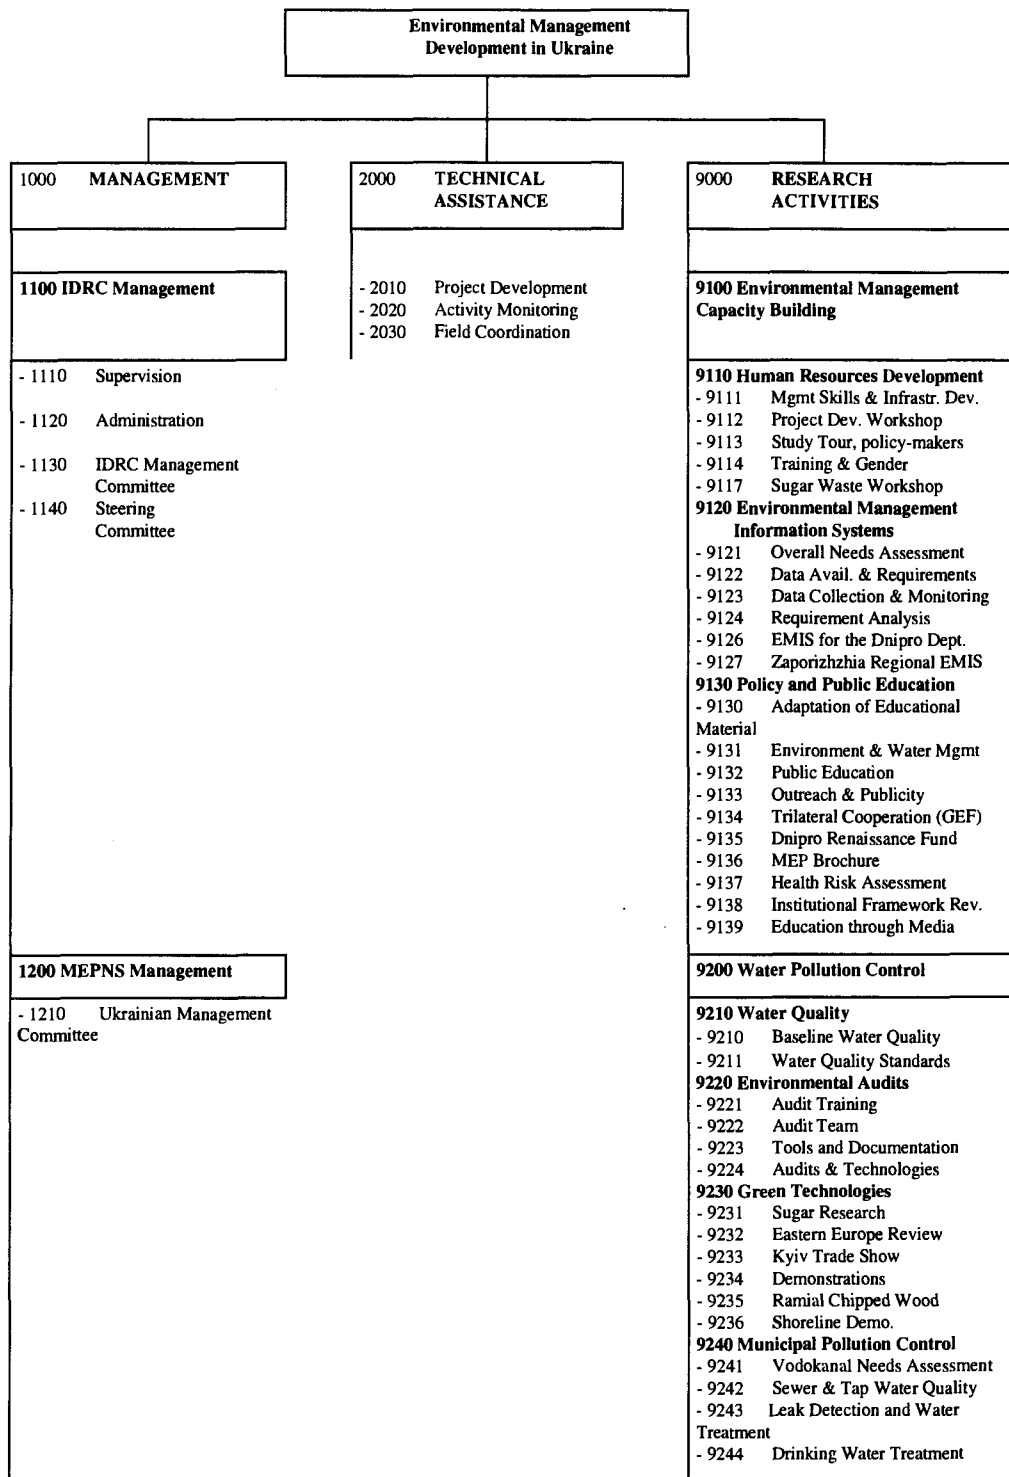 Environmental Management
Development in Ukraine
1000 MANAGEMENT
2000 TECHNICAL
ASSISTANCE
9000 RESEARCH
ACTIVITIES
1100 IDRC Management
- 1110 Supervision
- 1120 Administration
- 1130 IDRC Management
Committee
- 1140 Steering
Committee
1200 MEPNS Management
- 1210 Ukrainian Management
Committee
- 2010 Project Development
- 2020 Activity Monitoring
- 2030 Field Coordination
9100 Environmental Management
Capacity Building
9110 Human Resources Development
- 9111 Mgmt Skills & Infrastr. Dev.
- 9112 Project Dev. Workshop
- 9113 Study Tour, policy-makers
- 9114 Training & Gender
- 9117 Sugar Waste Workshop
9120 Environmental Management
Information Systems
- 9121 Overall Needs Assessment
- 9122 Data Avail. & Requirements
- 9123 Data Collection & Monitoring
- 9124 Requirement Analysis
- 9126 EMIS for the Dnipro Dept.
- 9127 Zaporizhzhia Regional EMIS
9130 Policy and Public Education
- 9130 Adaptation of Educational
Material
- 9131 Environment & Water Mgmt
- 9132 Public Education
- 9133 Outreach & Publicity
- 9134 Trilateral Cooperation (GEF)
- 9135 Dnipro Renaissance Fund
- 9136 MEP Brochure
- 9137 Health Risk Assessment
- 9138 Institutional Framework Rev.
- 9139 Education through Media
9200 Water Pollution Control
9210 Water Quality
- 9210 Baseline Water Quality
- 9211 Water Quality Standards
9220 Environmental Audits
- 9221 Audit Training
- 9222 Audit Team
- 9223 Tools and Documentation
- 9224 Audits & Technologies
9230 Green Technologies
- 9231 Sugar Research
- 9232 Eastern Europe Review
- 9233 Kyiv Trade Show
- 9234 Demonstrations
- 9235 Ramial Chipped Wood
- 9236 Shoreline Demo.
9240 Municipal Pollution Control
- 9241 Vodokanal Needs Assessment
- 9242 Sewer & Tap Water Quality
- 9243 Leak Detection and Water
Treatment
- 9244 Drinking Water Treatment